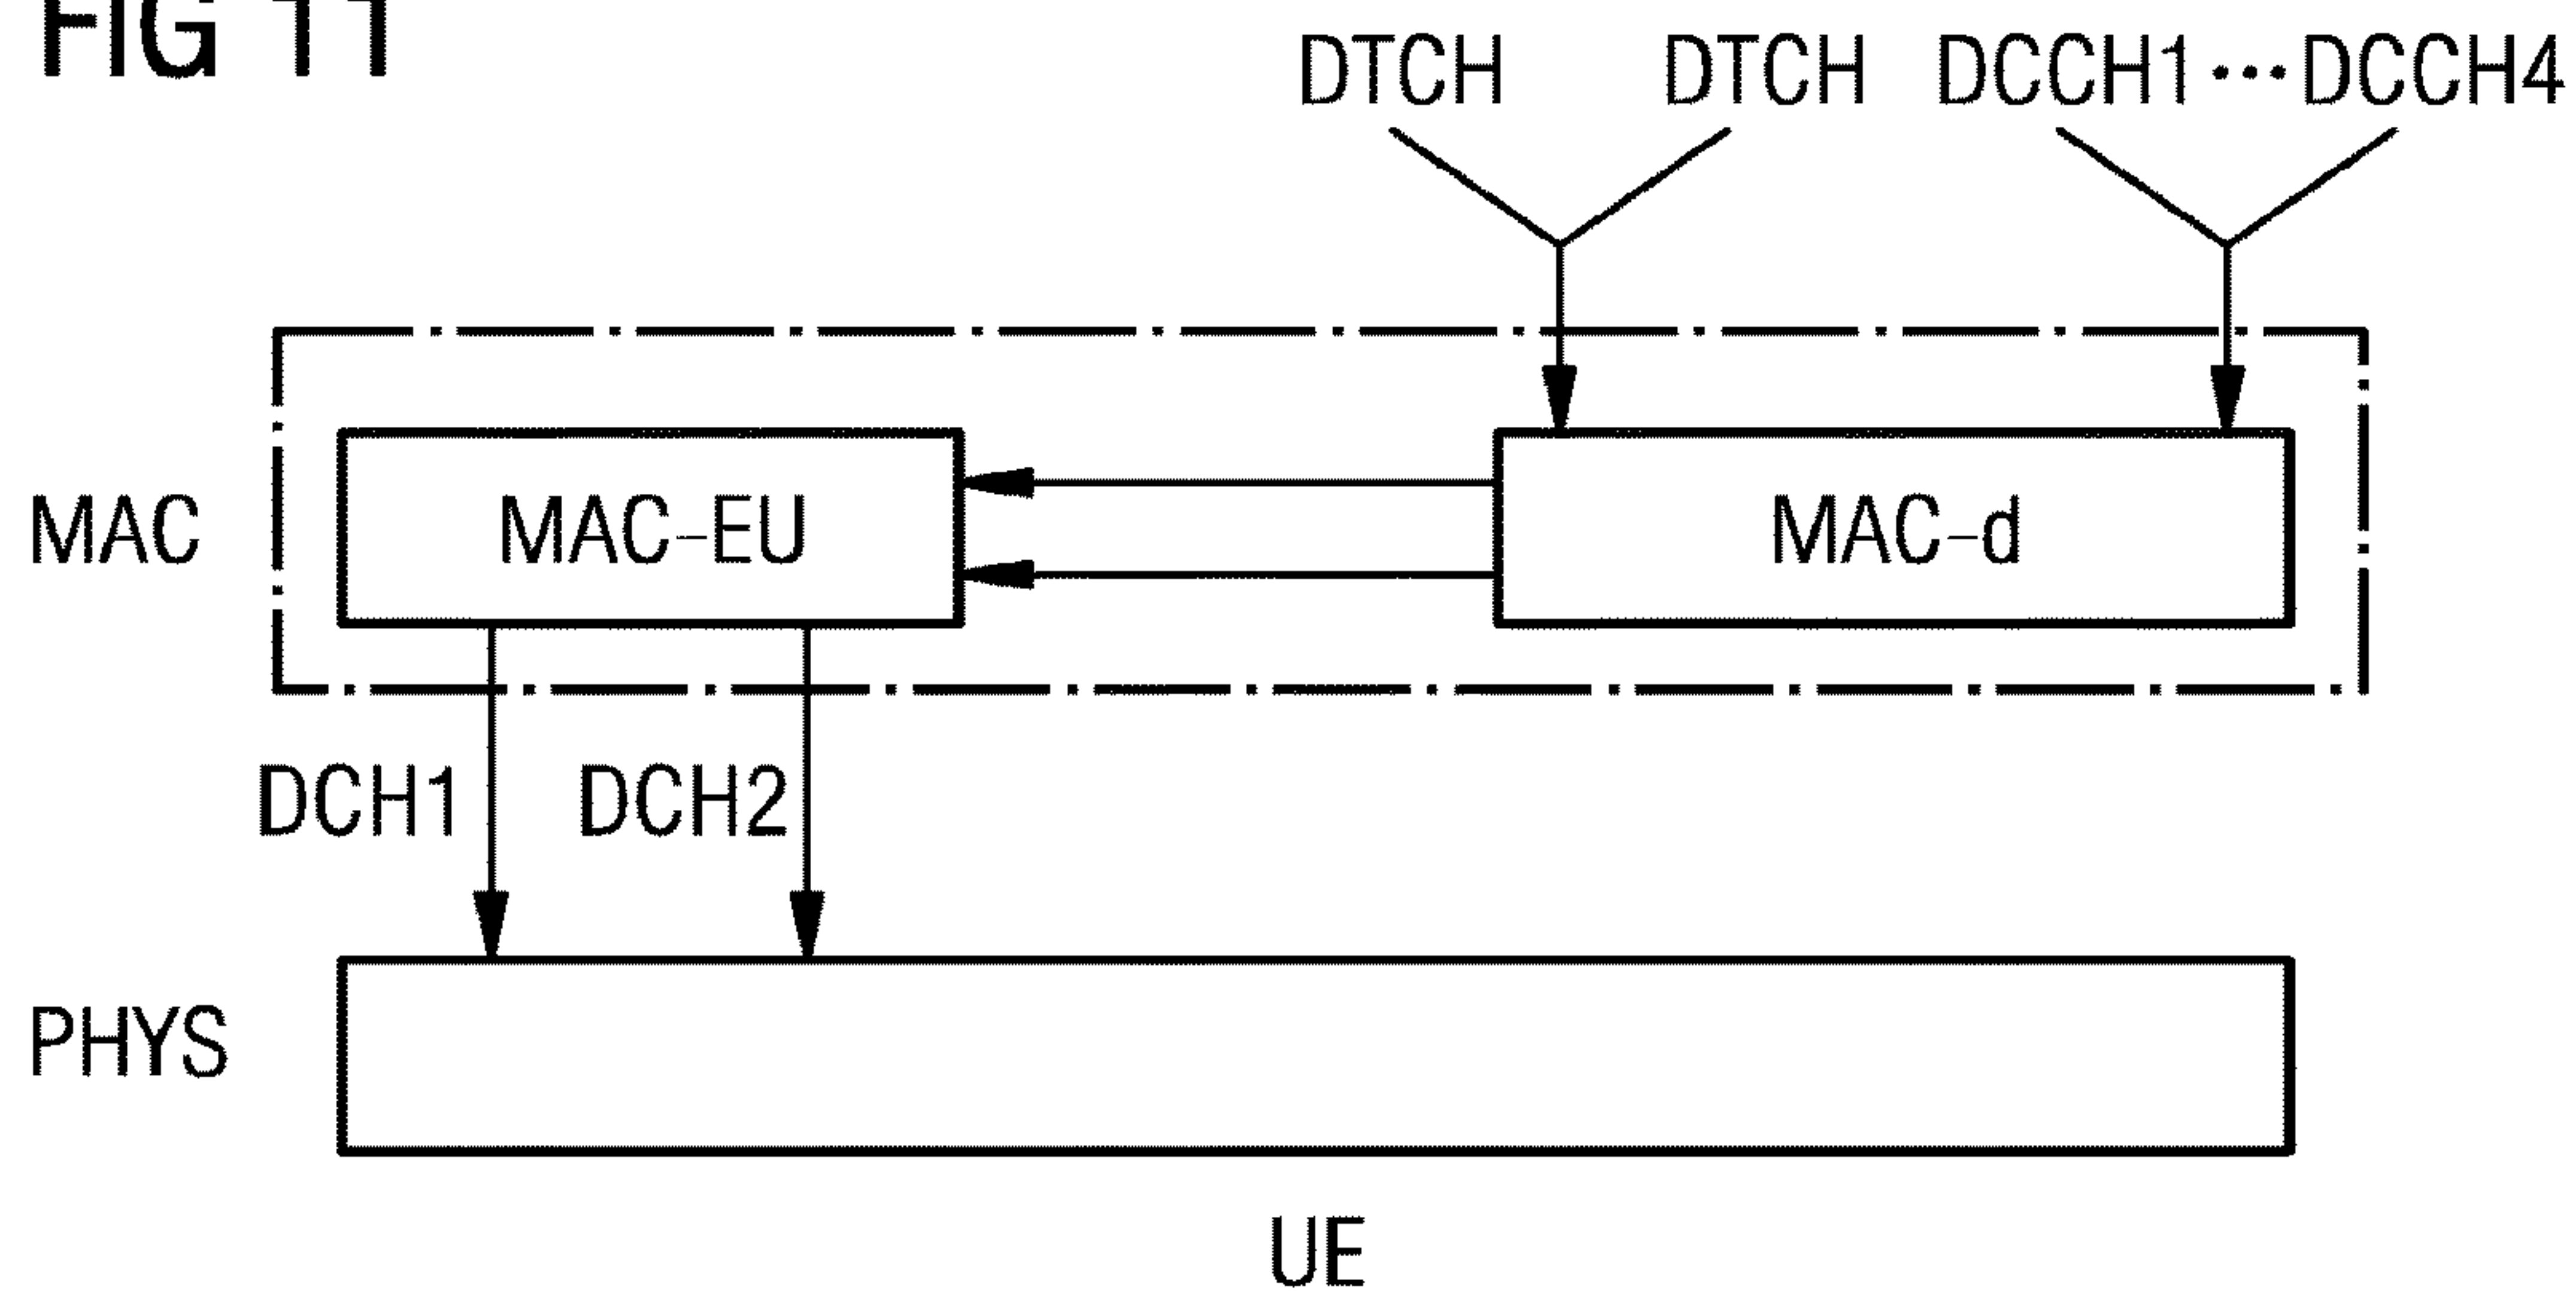 FIG 11
DTCH DTCH DCCH1...DCCH4
MAC MAC-EU MAC-d
DCH1 DCH2
PHYS
UE